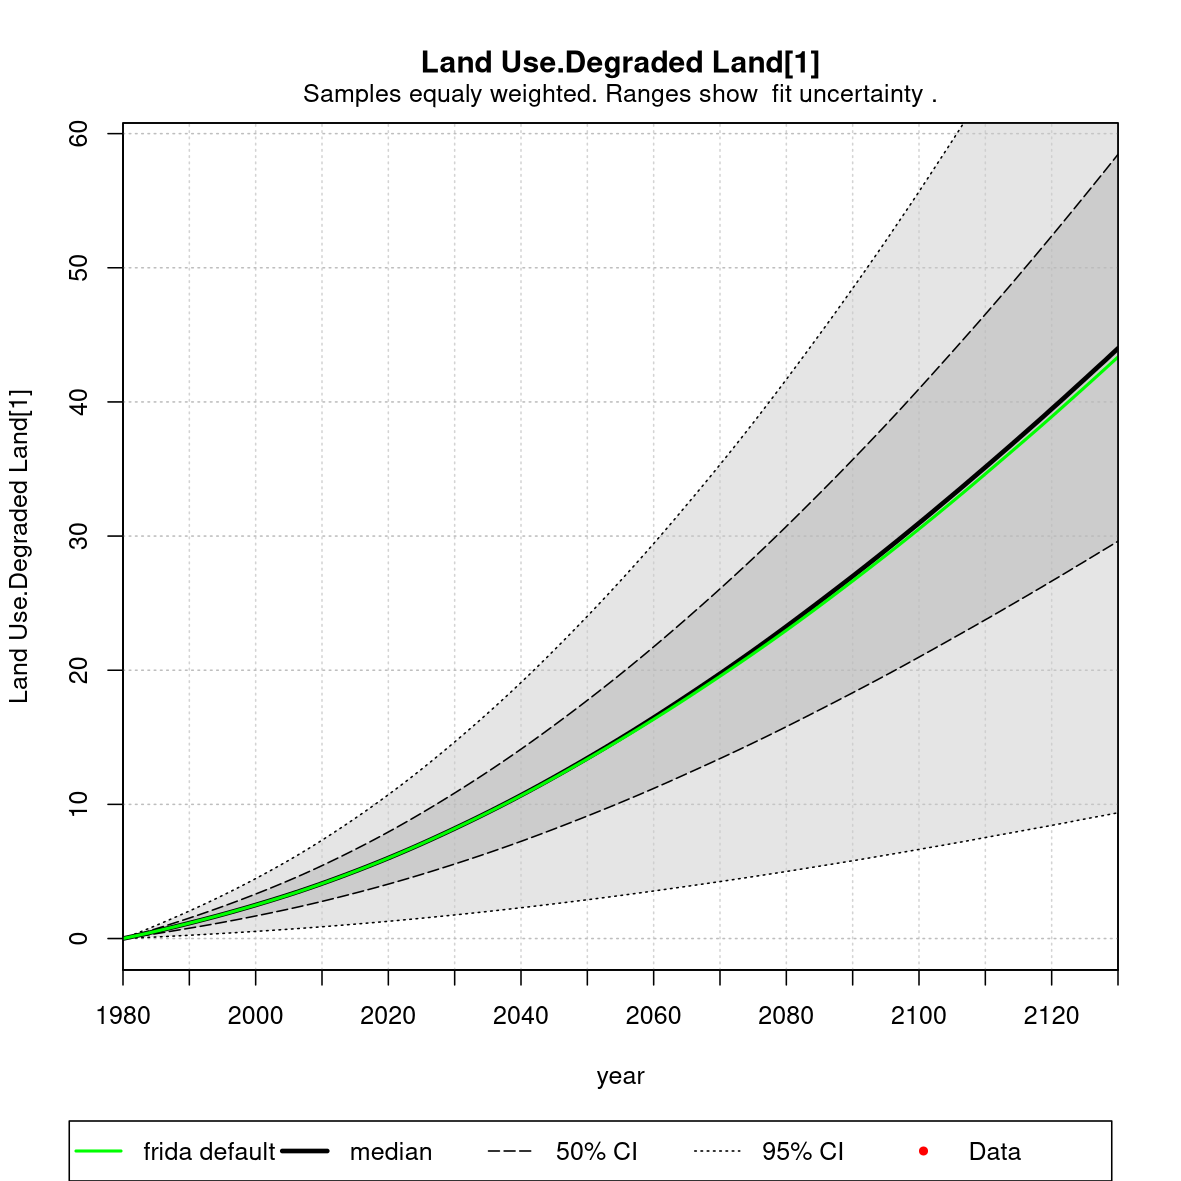 Land Use.Degraded Land[1]
Samples equaly weighted. Ranges show  fit uncertainty .
Land Use.Degraded Land[1]
60
50
40
30
20
10
0
1980 2000 2020 2040 2060 2080 2100 2120
year
frida default median 50% CI 95% CI Data